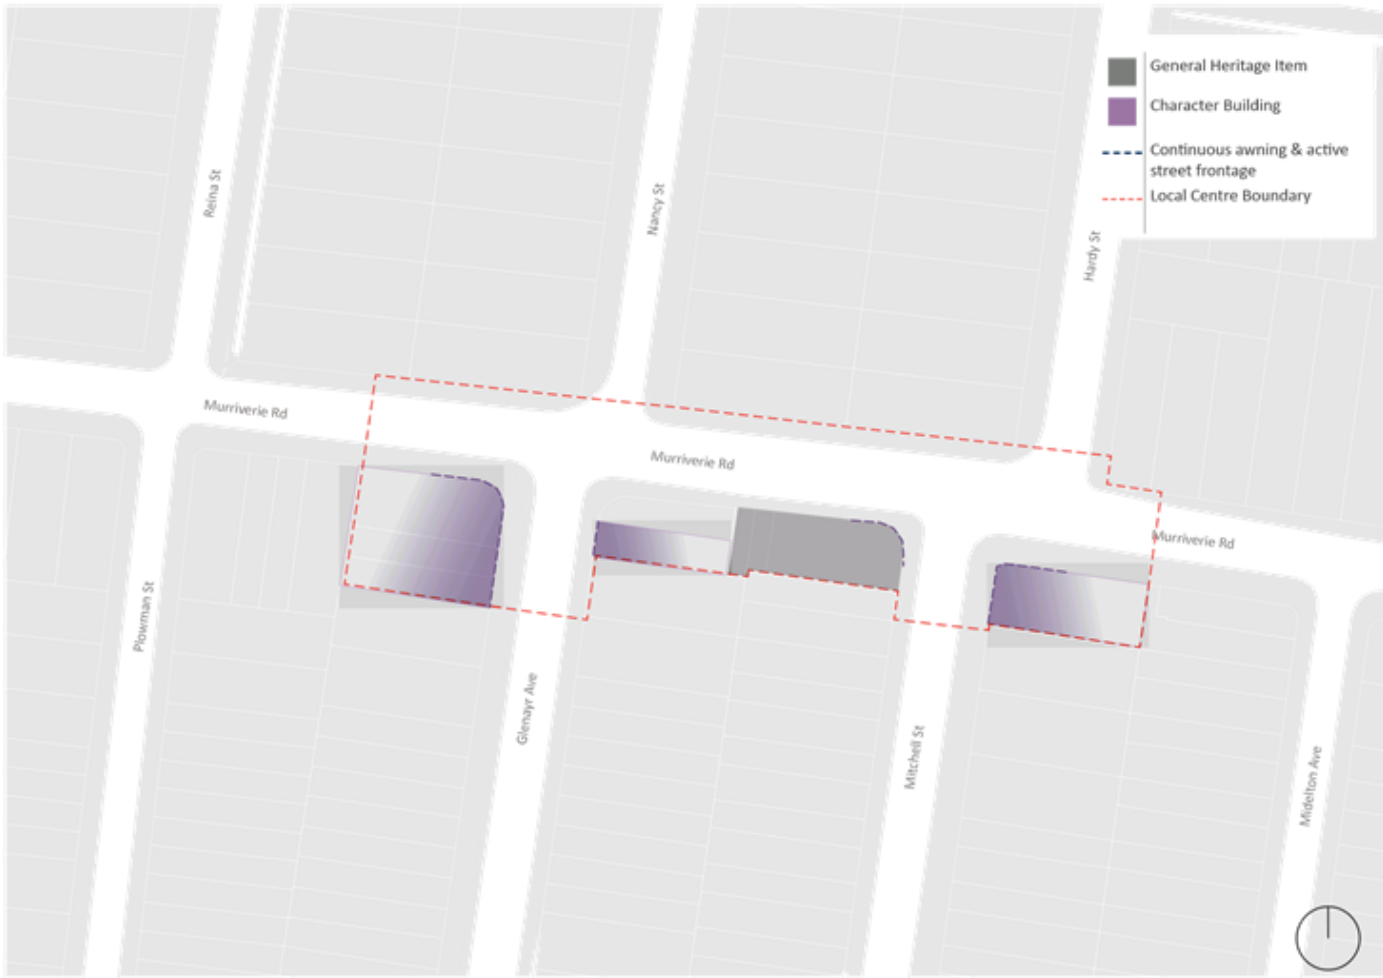 General Heritage Item
Character Building
Continuous awning & active
street frontage
Local Centre Boundary
Reina St
Nancy St
Hardy St
Murriverie Rd
Murriverie Rd
Murriverie Rd
Plowman St
Glenayr Ave
Mitchell St
Midelton Ave